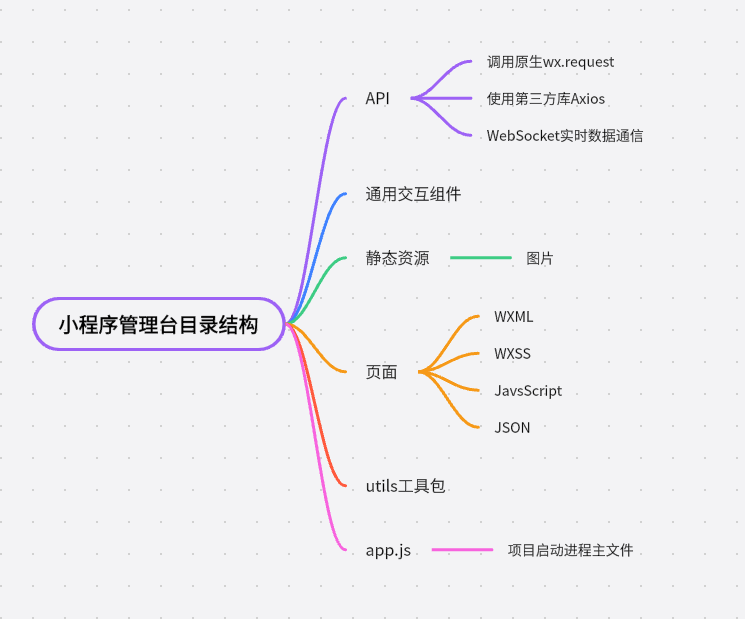 小程序管理台目录结构
API
调用原生wx.request
使用第三方库Axios
WebSocket实时数据通信
通用交互组件
静态资源
图片
页面
WXML
WXSS
JavsScript
JSON
utils工具包
app.js
项目启动进程主文件